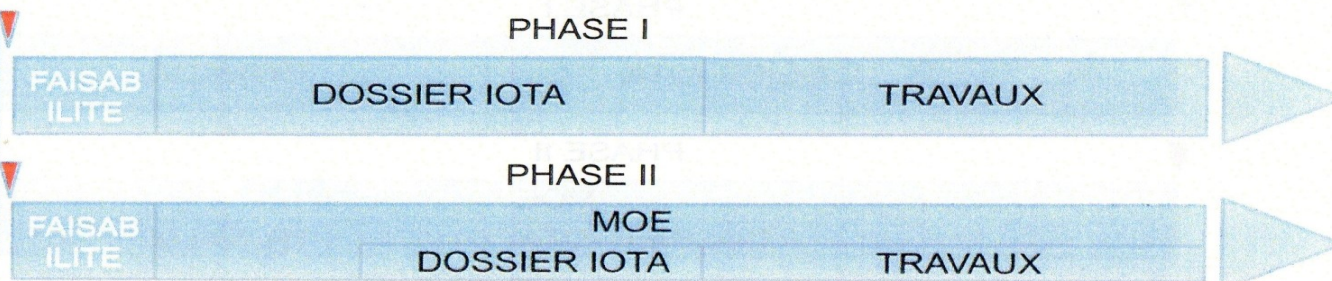 PHASE I
FAISAB
ILITE
DOSSIER IOTA
TRAVAUX
PHASE II
FAISAB
ILITE
MOE
DOSSIER IOTA
TRAVAUX